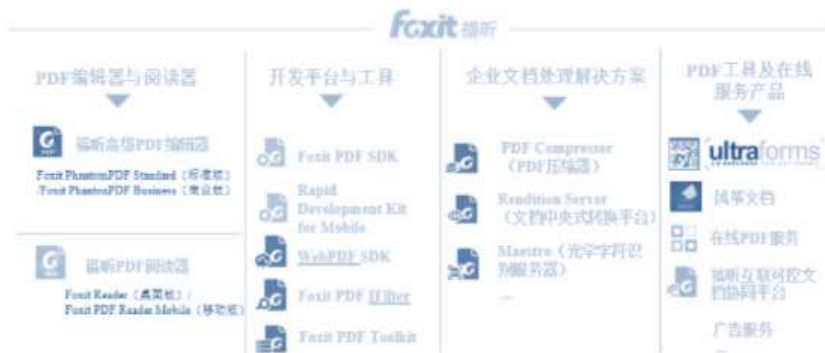 foxit 福昕
PDF编辑器与阅读器
福昕高级PDF编辑器
Foxit PhantomPDF Standard（标准版）
/Foxit PhantomPDF Business（商业版）
福昕PDF阅读器
Foxit Reader（桌面版）/
Foxit PDF Reader Mobile（移动版）
开发平台与工具
Foxit PDF SDK
Rapid
Development Kit
for Mobile
WebPDF SDK
Foxit PDF IFilter
Foxit PDF Toolkit
企业文档处理解决方案
PDF Compressor
（PDF压缩器）
Rendition Server
（文档中央式转换平台）
Maestro（光学字符识
别服务器）
…
PDF工具及在线
服务产品
ultraforms
风筝文档
在线PDF服务
福昕互联可控文
档协同平台
广告服务